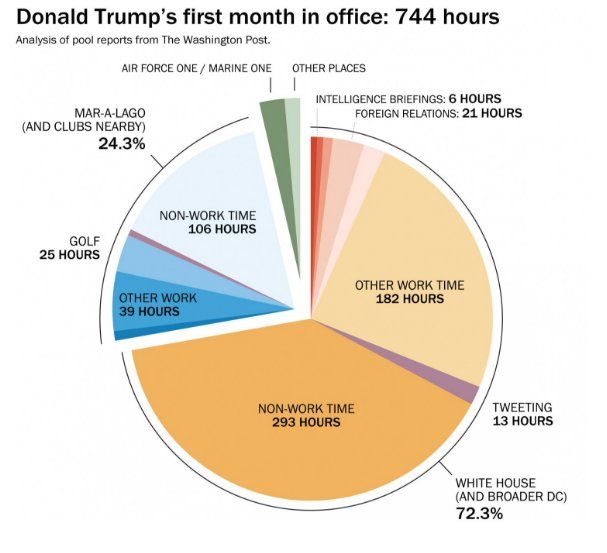 Donald Trump's first month in office: 744 hours
Analysis of pool reports from The Washington Post.
AIR FORCE ONE / MARINE ONE
OTHER PLACES
INTELLIGENCE BRIEFINGS: 6 HOURS
FOREIGN RELATIONS: 21 HOURS
MAR-A-LAGO
(AND CLUBS NEARBY)
24.3%
NON-WORK TIME
106 HOURS
GOLF
25 HOURS
OTHER WORK
39 HOURS
OTHER WORK TIME
182 HOURS
TWEETING
13 HOURS
NON-WORK TIME
293 HOURS
WHITE HOUSE
(AND BROADER DC)
72.3%